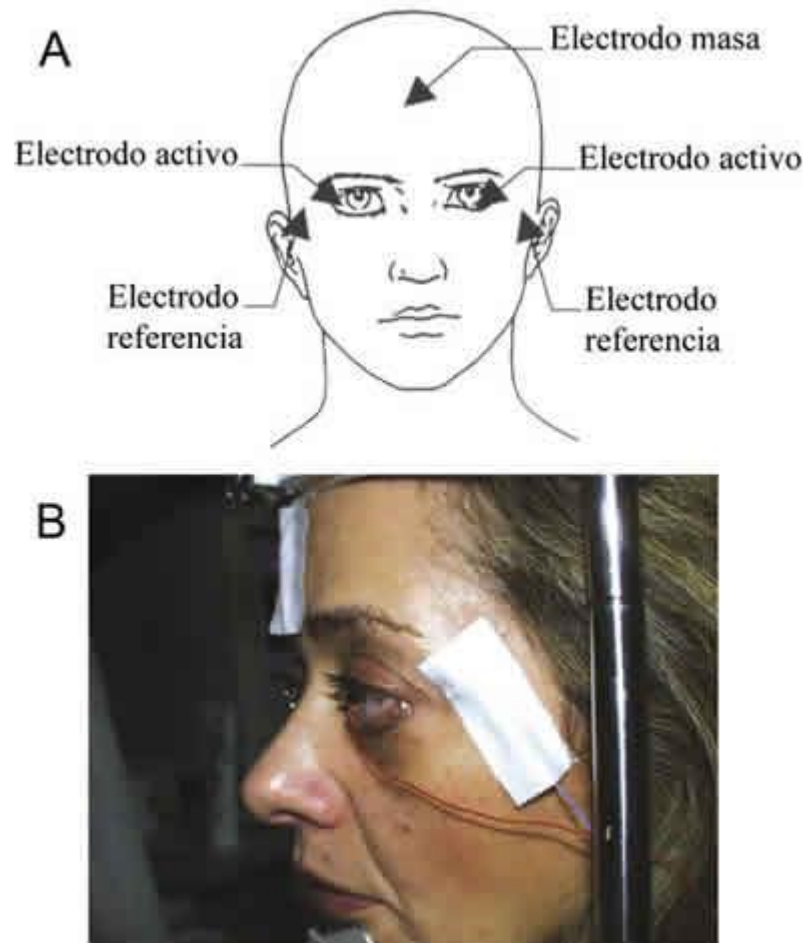 A
Electrodo masa
Electrodo activo
Electrodo activo
Electrodo
referencia
Electrodo
referencia
B